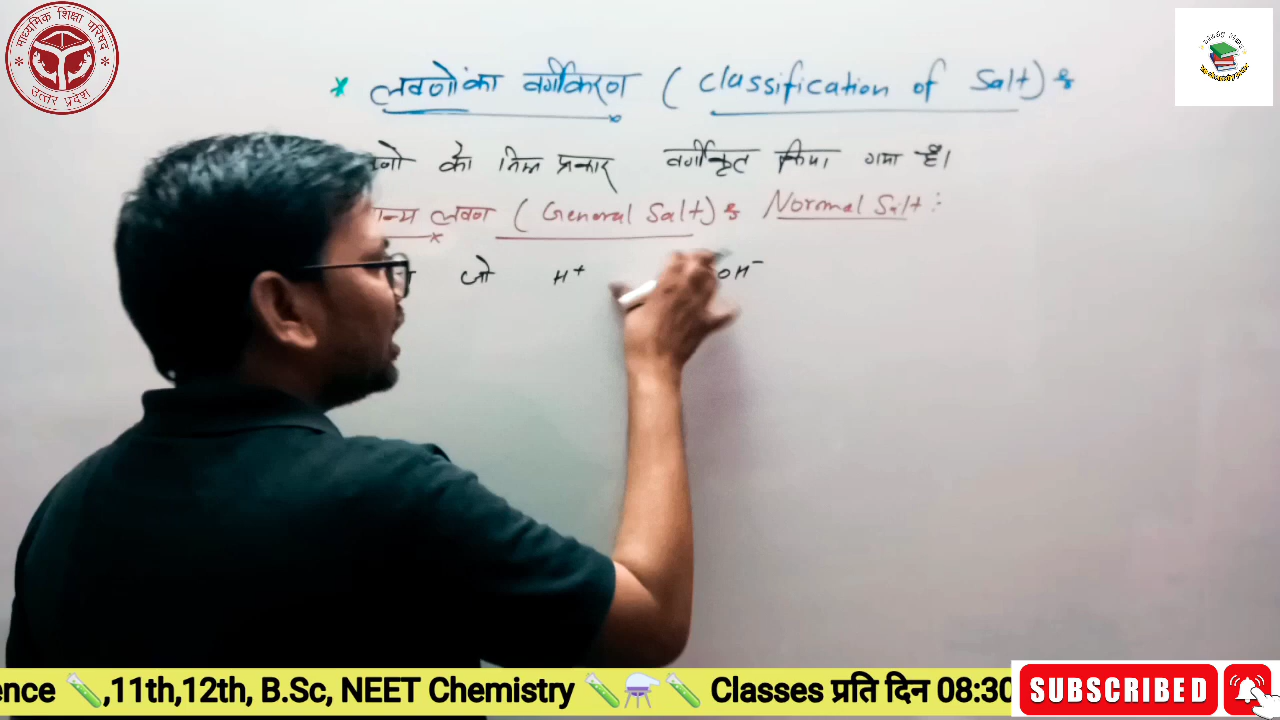 माध्यमिक शिक्षा परिषद
उत्तर प्रदेश
* लवणों का वर्गीकरण ( Classification of Salt) :
को निम्न प्रकार वर्गीकृत किया गया है।
लवण ( General Salt) : Normal Salt :
जो H⁺ OH⁻
ence 🧪,11th,12th, B.Sc, NEET Chemistry 🧪⚗️🧪 Classes प्रति दिन 08:30
SUBSCRIBED